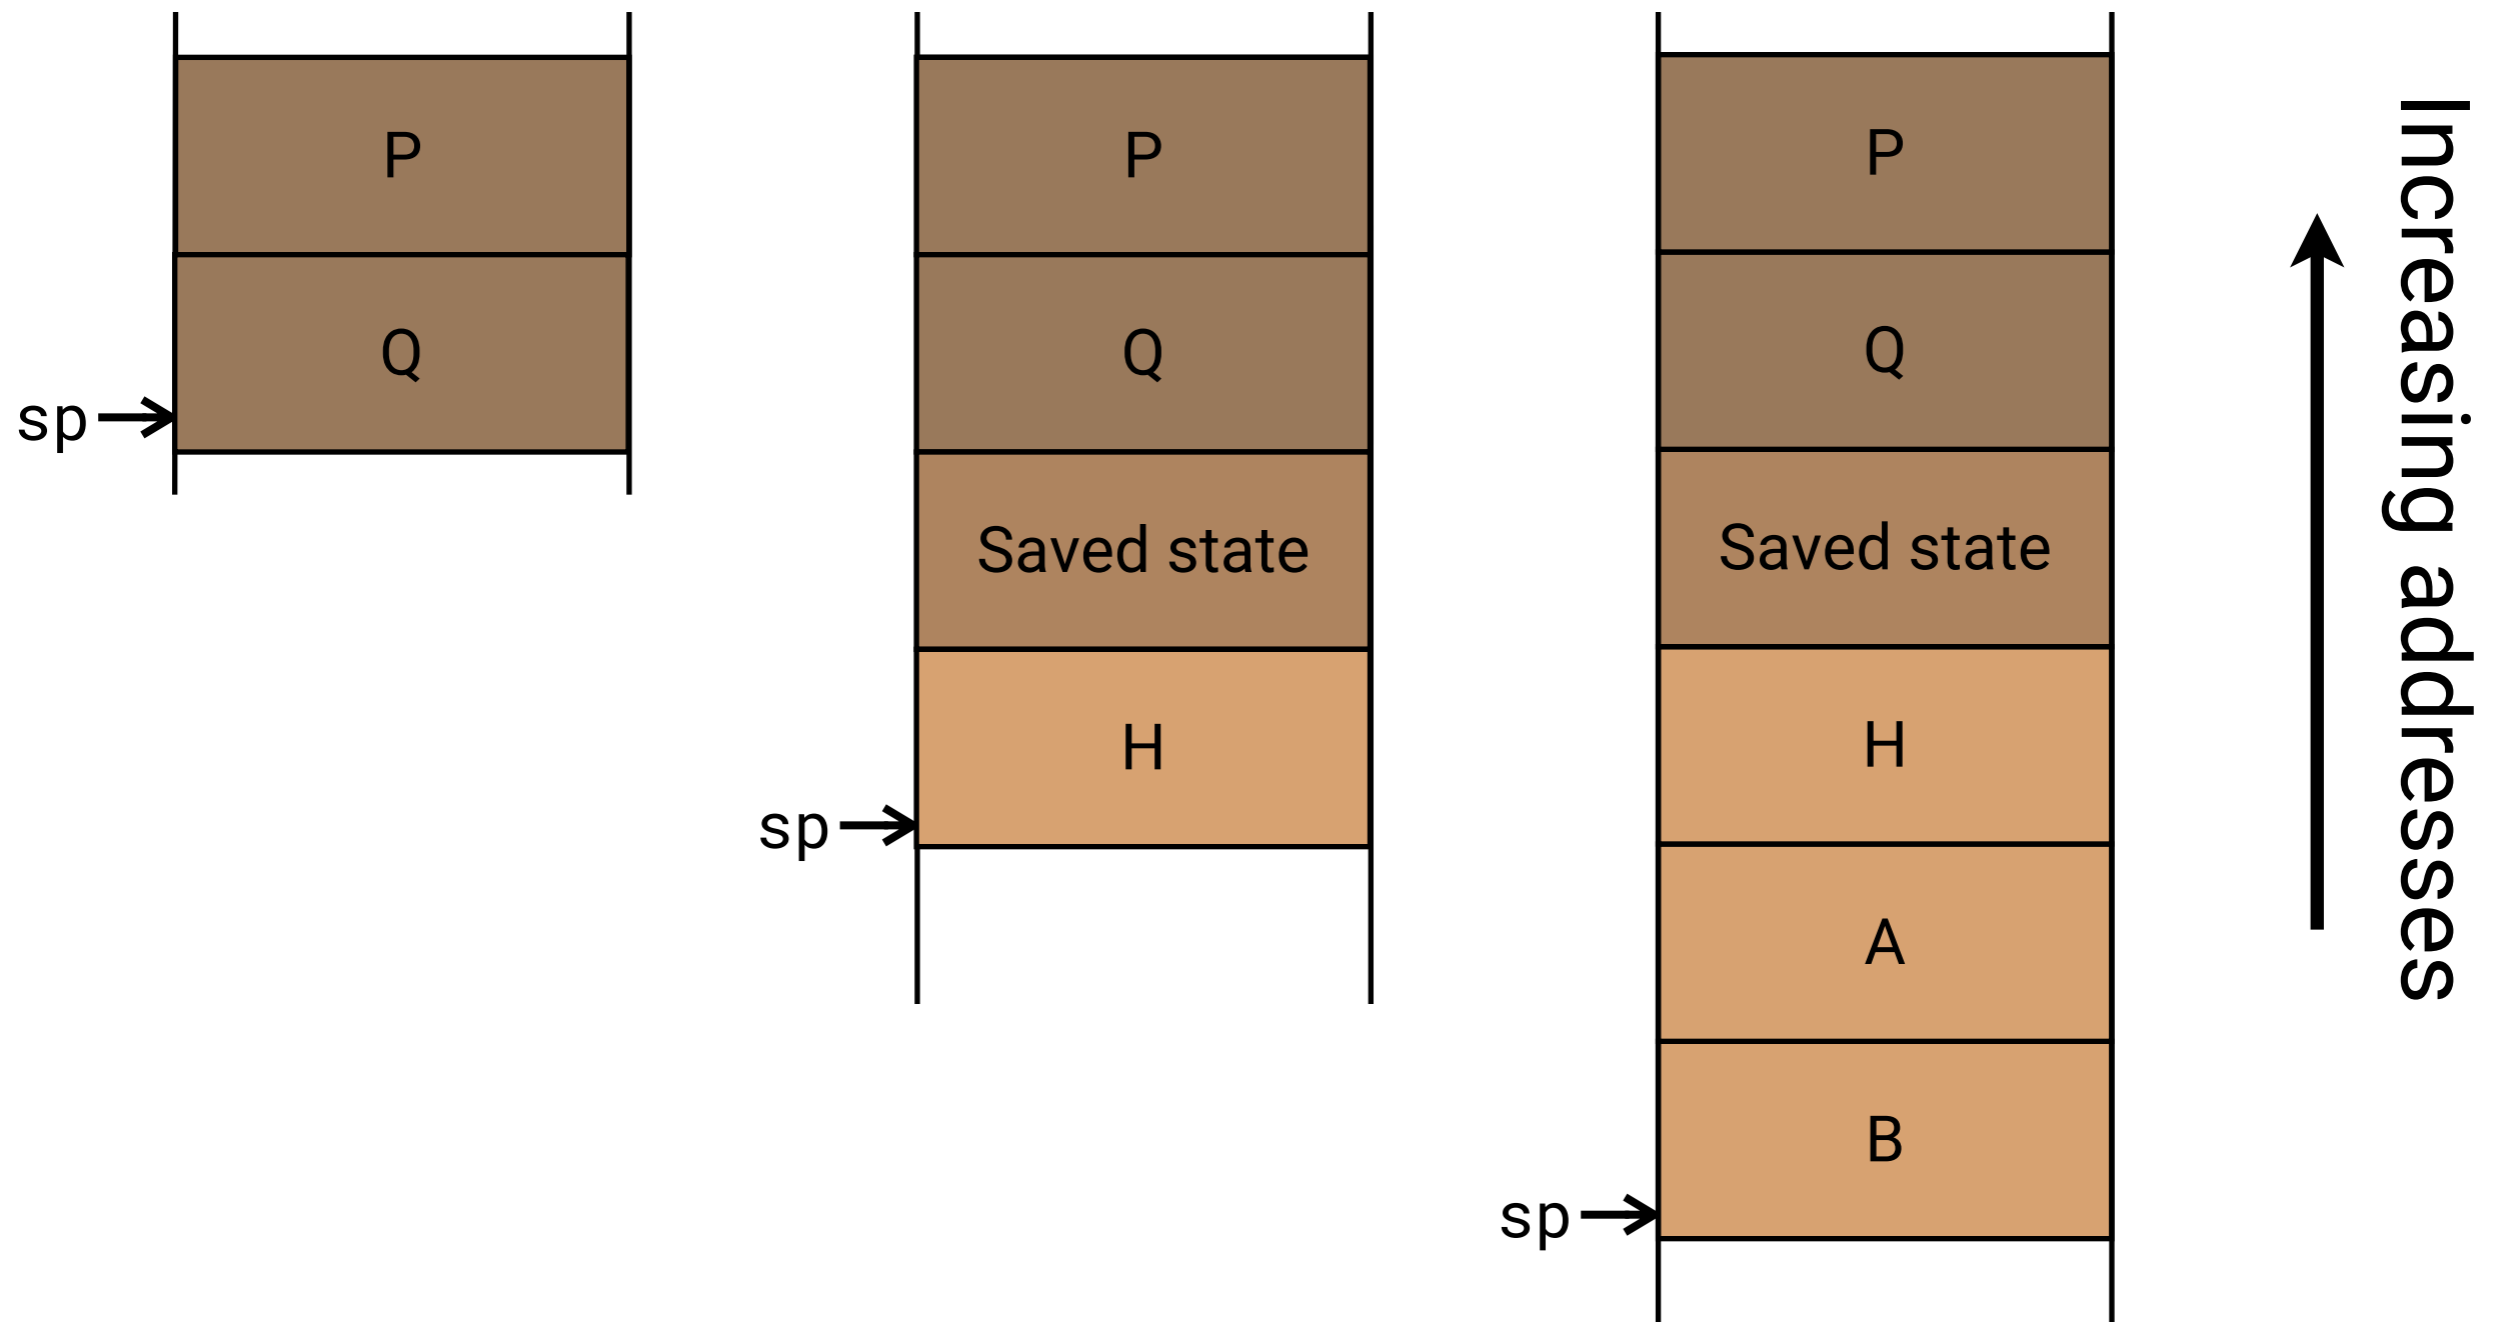 P
Q
sp
P
Q
Saved state
H
sp
P
Q
Saved state
H
A
B
sp
Increasing addresses